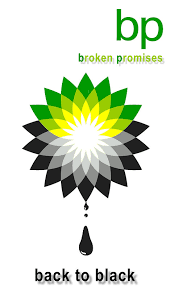 bp
broken promises
back to black